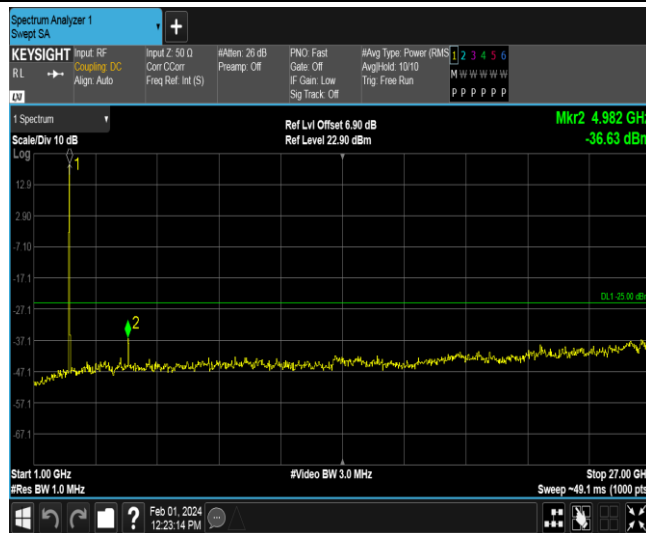 Spectrum Analyzer 1
Swept SA
+
KEYSIGHT Input: RF Input Z: 50 Ω #Atten: 26 dB PNO: Fast #Avg Type: Power (RMS 1 2 3 4 5 6
RL Coupling: DC Corr CCorr Preamp: Off Gate: Off Avg|Hold: 10/10 M W W W W W
Align: Auto Freq Ref: Int (S) IF Gain: Low Trig: Free Run
Sig Track: Off P P P P P P
LXI
1 Spectrum Ref Lvl Offset 6.90 dB Mkr2 4.982 GHz
Scale/Div 10 dB Ref Level 22.90 dBm -36.63 dBm
Log
1
12.9
2.90
-7.10
-17.1
DL1 -25.00 dBm
-27.1
2
-37.1
-47.1
-57.1
-67.1
Start 1.00 GHz #Video BW 3.0 MHz Stop 27.00 GHz
#Res BW 1.0 MHz Sweep ~49.1 ms (1000 pts
? Feb 01, 2024
12:23:14 PM